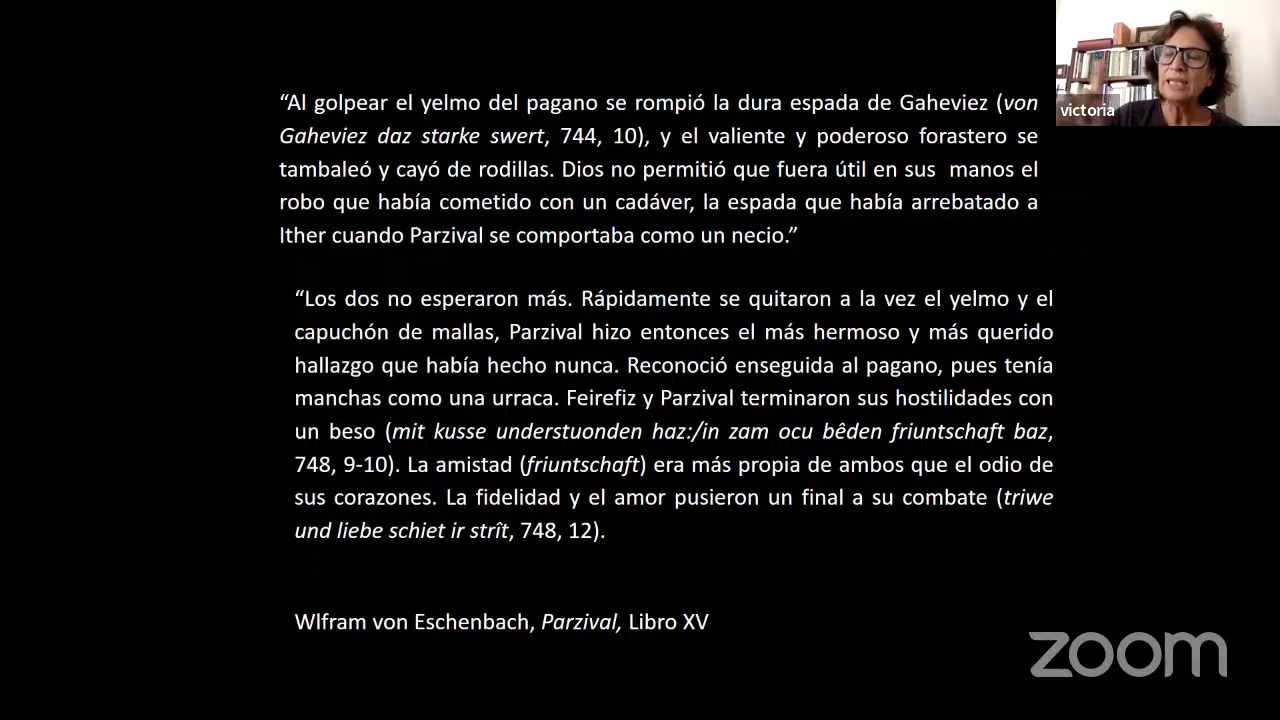 “Al golpear el yelmo del pagano se rompió la dura espada de Gaheviez (von
Gaheviez daz starke swert, 744, 10), y el valiente y poderoso forastero se
tambaleó y cayó de rodillas. Dios no permitió que fuera útil en sus manos el
robo que había cometido con un cadáver, la espada que había arrebatado a
Ither cuando Parzival se comportaba como un necio.”
“Los dos no esperaron más. Rápidamente se quitaron a la vez el yelmo y el
capuchón de mallas, Parzival hizo entonces el más hermoso y más querido
hallazgo que había hecho nunca. Reconoció enseguida al pagano, pues tenía
manchas como una urraca. Feirefiz y Parzival terminaron sus hostilidades con
un beso (mit kusse understuonden haz:/in zam ocu bêden friuntschaft baz,
748, 9-10). La amistad (friuntschaft) era más propia de ambos que el odio de
sus corazones. La fidelidad y el amor pusieron un final a su combate (triwe
und liebe schiet ir strît, 748, 12).
Wlfram von Eschenbach, Parzival, Libro XV
victoria
zoom